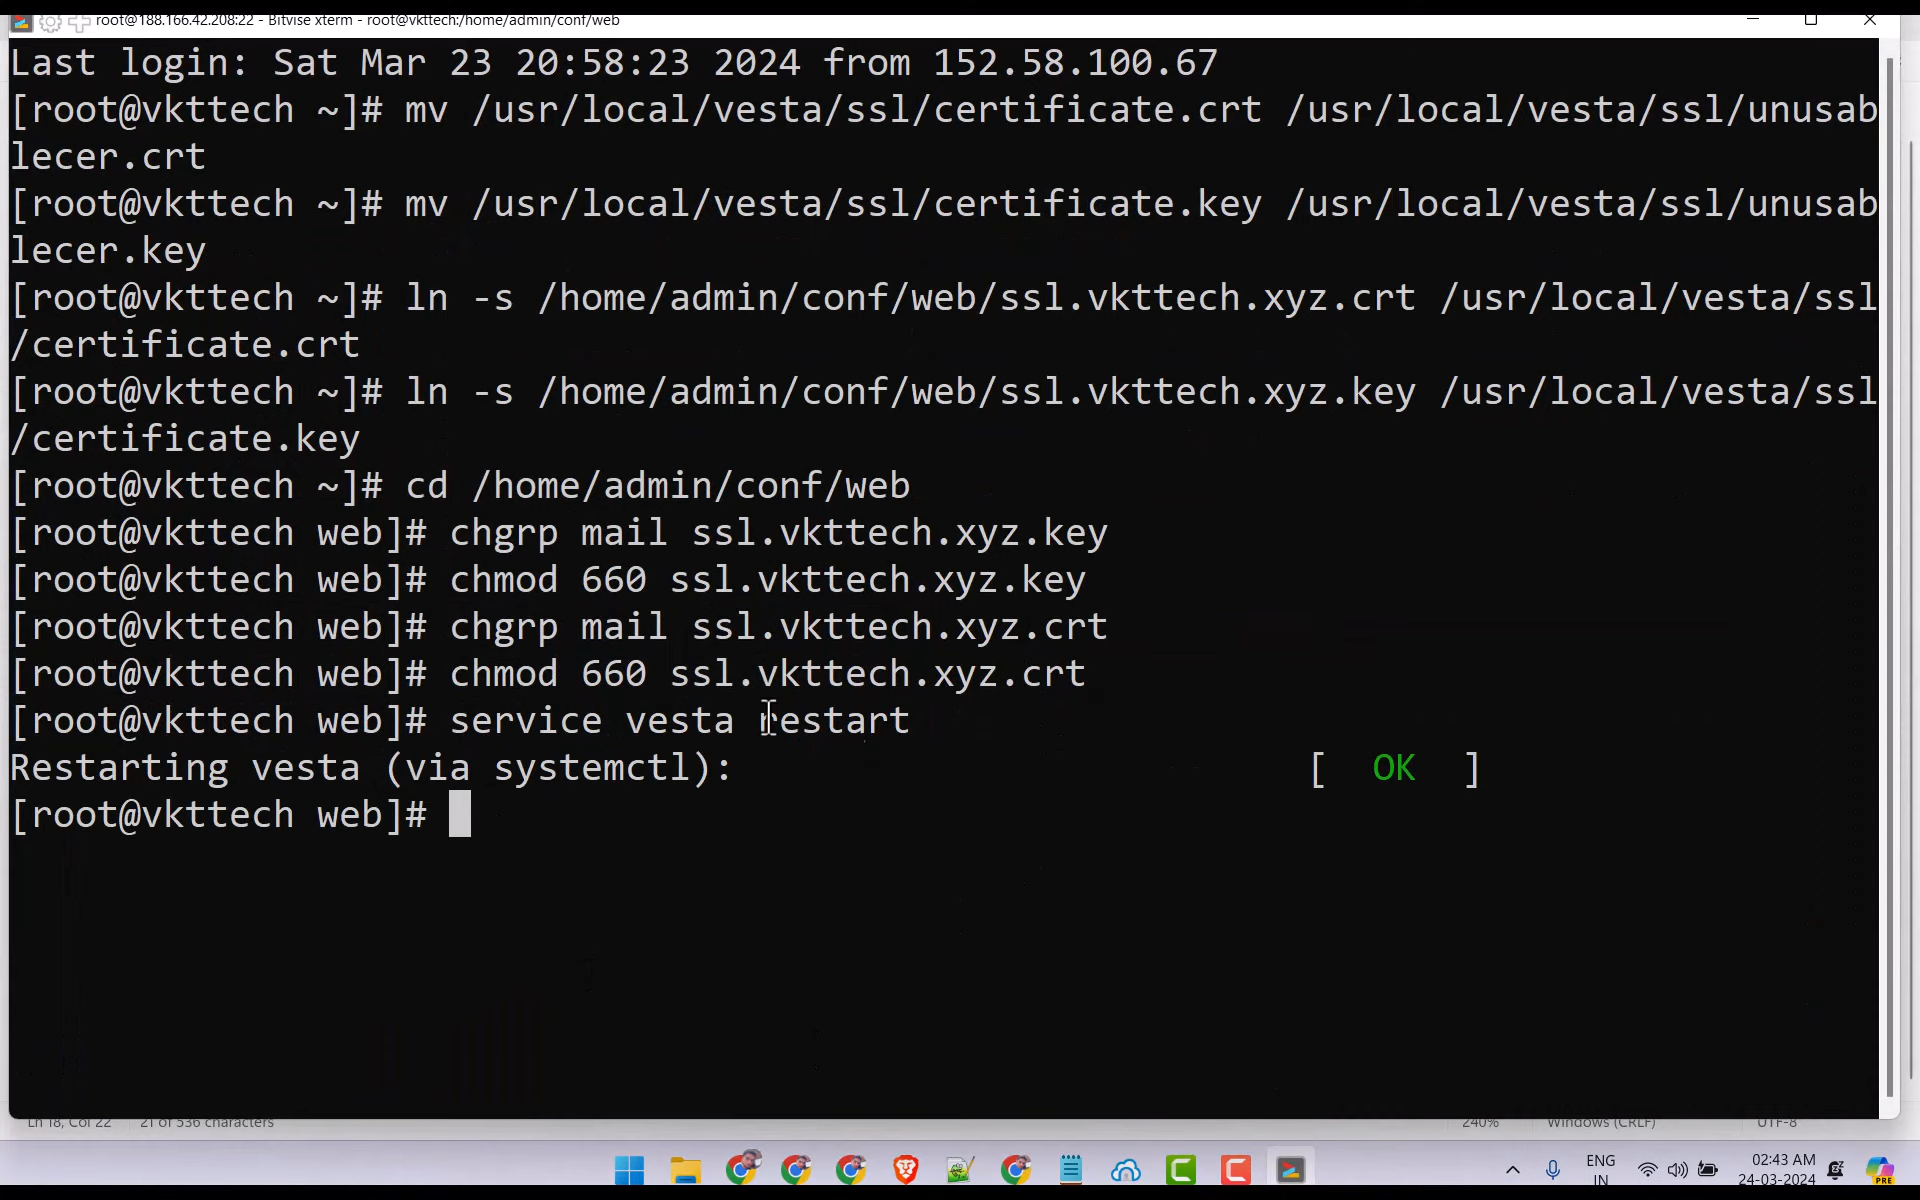 root@188.166.42.208:22 - Bitvise xterm - root@vkttech:/home/admin/conf/web
Last login: Sat Mar 23 20:58:23 2024 from 152.58.100.67
[root@vkttech ~]# mv /usr/local/vesta/ssl/certificate.crt /usr/local/vesta/ssl/unusab
lecer.crt
[root@vkttech ~]# mv /usr/local/vesta/ssl/certificate.key /usr/local/vesta/ssl/unusab
lecer.key
[root@vkttech ~]# ln -s /home/admin/conf/web/ssl.vkttech.xyz.crt /usr/local/vesta/ssl
/certificate.crt
[root@vkttech ~]# ln -s /home/admin/conf/web/ssl.vkttech.xyz.key /usr/local/vesta/ssl
/certificate.key
[root@vkttech ~]# cd /home/admin/conf/web
[root@vkttech web]# chgrp mail ssl.vkttech.xyz.key
[root@vkttech web]# chmod 660 ssl.vkttech.xyz.key
[root@vkttech web]# chgrp mail ssl.vkttech.xyz.crt
[root@vkttech web]# chmod 660 ssl.vkttech.xyz.crt
[root@vkttech web]# service vesta restart
Restarting vesta (via systemctl): [ OK ]
[root@vkttech web]#
Ln 18, Col 22 21 of 536 characters 240% Windows (CRLF) UTF-8
ENG 02:43 AM
IN 24-03-2024
PRE